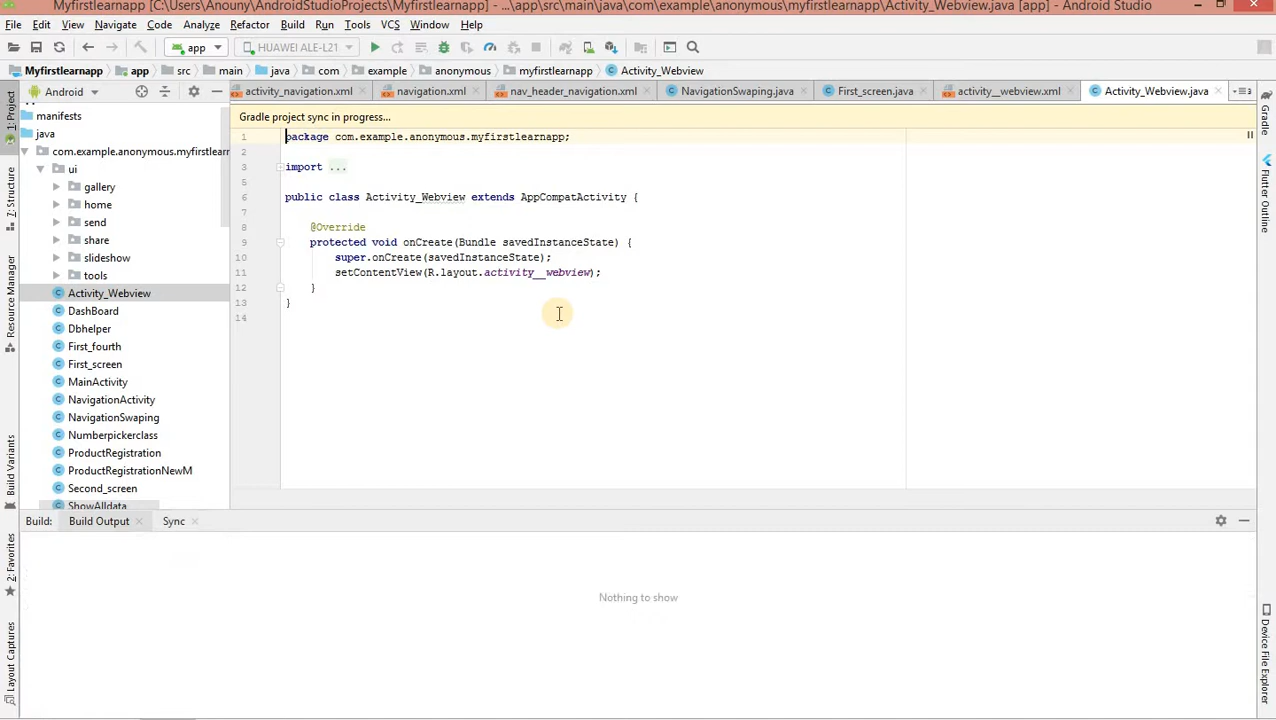 Myfirstlearnapp [C:\Users\Anouny\AndroidStudioProjects\Myfirstlearnapp] - ...\app\src\main\java\com\example\anonymous\myfirstlearnapp\Activity_Webview.java [app] - Android Studio
File Edit View Navigate Code Analyze Refactor Build Run Tools VCS Window Help
app HUAWEI ALE-L21
Myfirstlearnapp app src main java com example anonymous myfirstlearnapp Activity_Webview
Android
activity_navigation.xml navigation.xml nav_header_navigation.xml NavigationSwaping.java First_screen.java activity__webview.xml Activity_Webview.java
Gradle project sync in progress...
manifests
java
com.example.anonymous.myfirstlearn
ui
gallery
home
send
share
slideshow
tools
Activity_Webview
DashBoard
Dbhelper
First_fourth
First_screen
MainActivity
NavigationActivity
NavigationSwaping
Numberpickerclass
ProductRegistration
ProductRegistrationNewM
Second_screen
ShowAlldata
1 package com.example.anonymous.myfirstlearnapp;
2
3 import ...
5
6 public class Activity_Webview extends AppCompatActivity {
7
8 @Override
9 protected void onCreate(Bundle savedInstanceState) {
10 super.onCreate(savedInstanceState);
11 setContentView(R.layout.activity__webview);
12 }
13 }
14
Build: Build Output Sync
Nothing to show
1: Project
Z: Structure
Resource Manager
Build Variants
2: Favorites
Layout Captures
Gradle
Flutter Outline
Device File Explorer